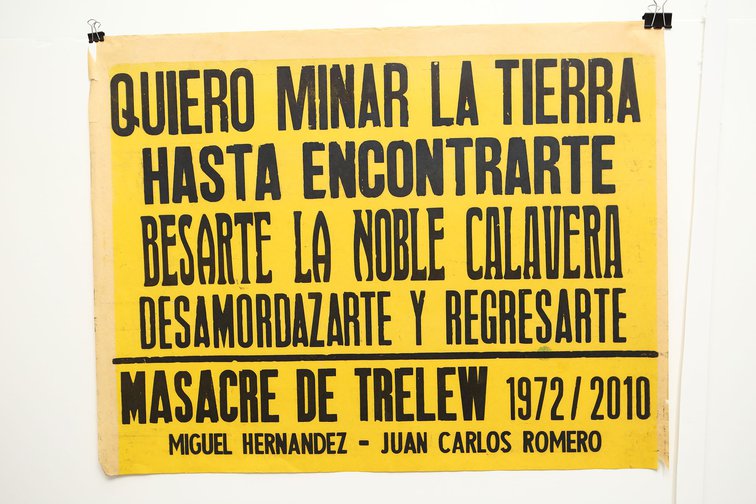 QUIERO MINAR LA TIERRA
HASTA ENCONTRARTE
BESARTE LA NOBLE CALAVERA
DESAMORDAZARTE Y REGRESARTE
MASACRE DE TRELEW 1972/2010
MIGUEL HERNANDEZ - JUAN CARLOS ROMERO